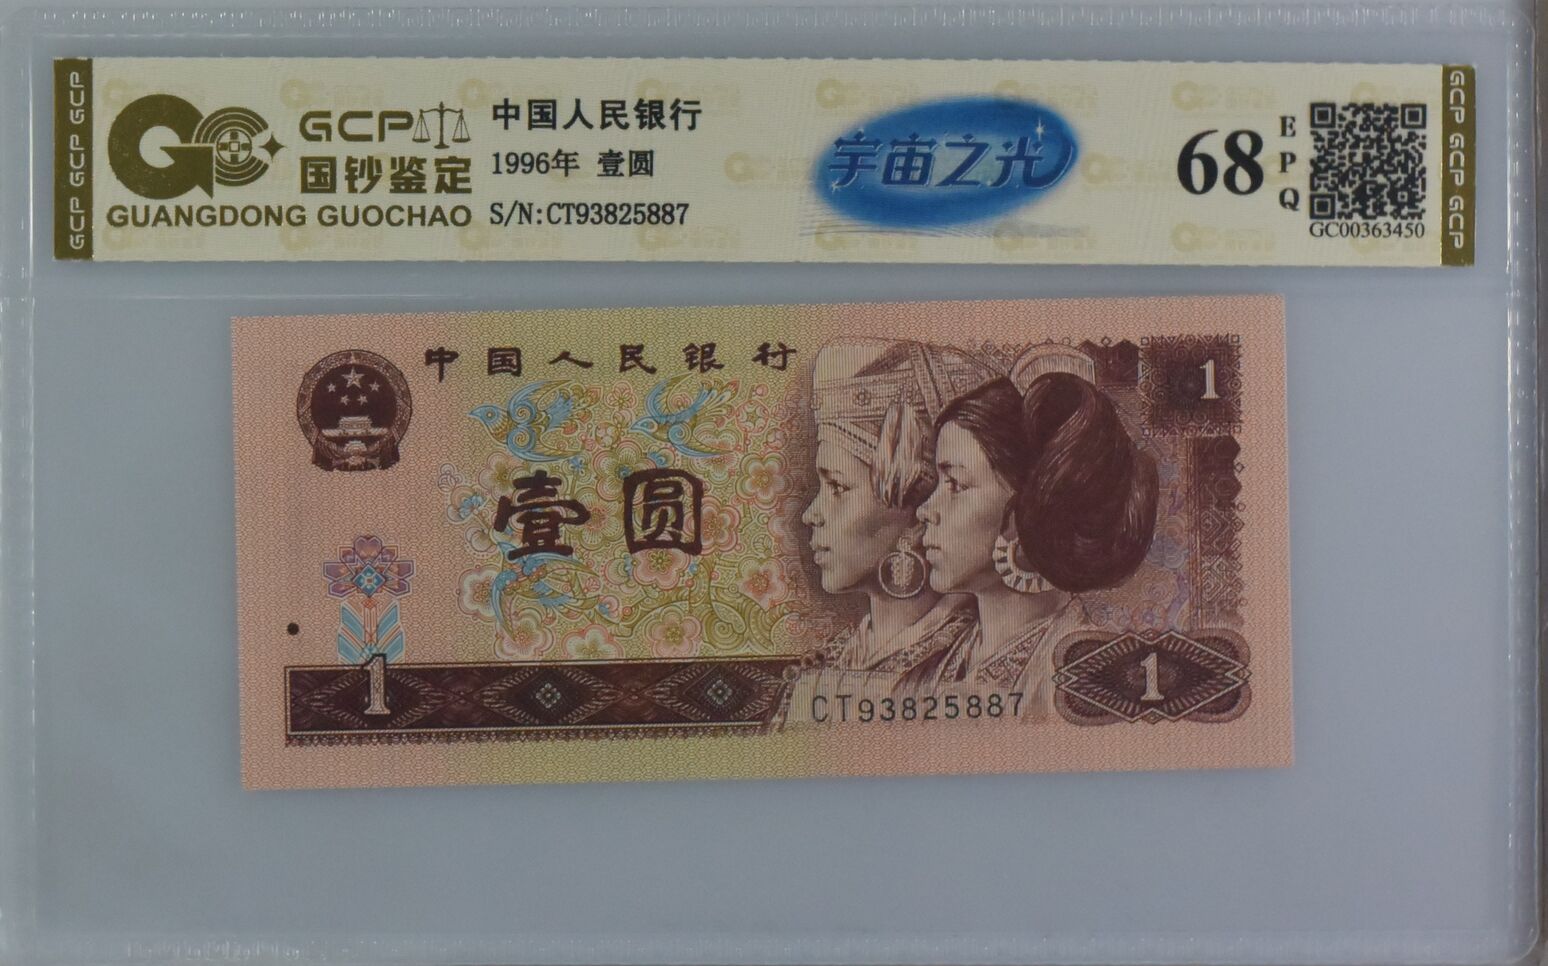 GCP GCP GCP
GCP
国钞鉴定
GUANGDONG GUOCHAO
中国人民银行
1996年 壹圆
S/N:CT93825887
宇宙之光
68
EPQ
GC00363450
GCP GCP GCP
中国人民银行
1
壹圆
1
CT93825887
1